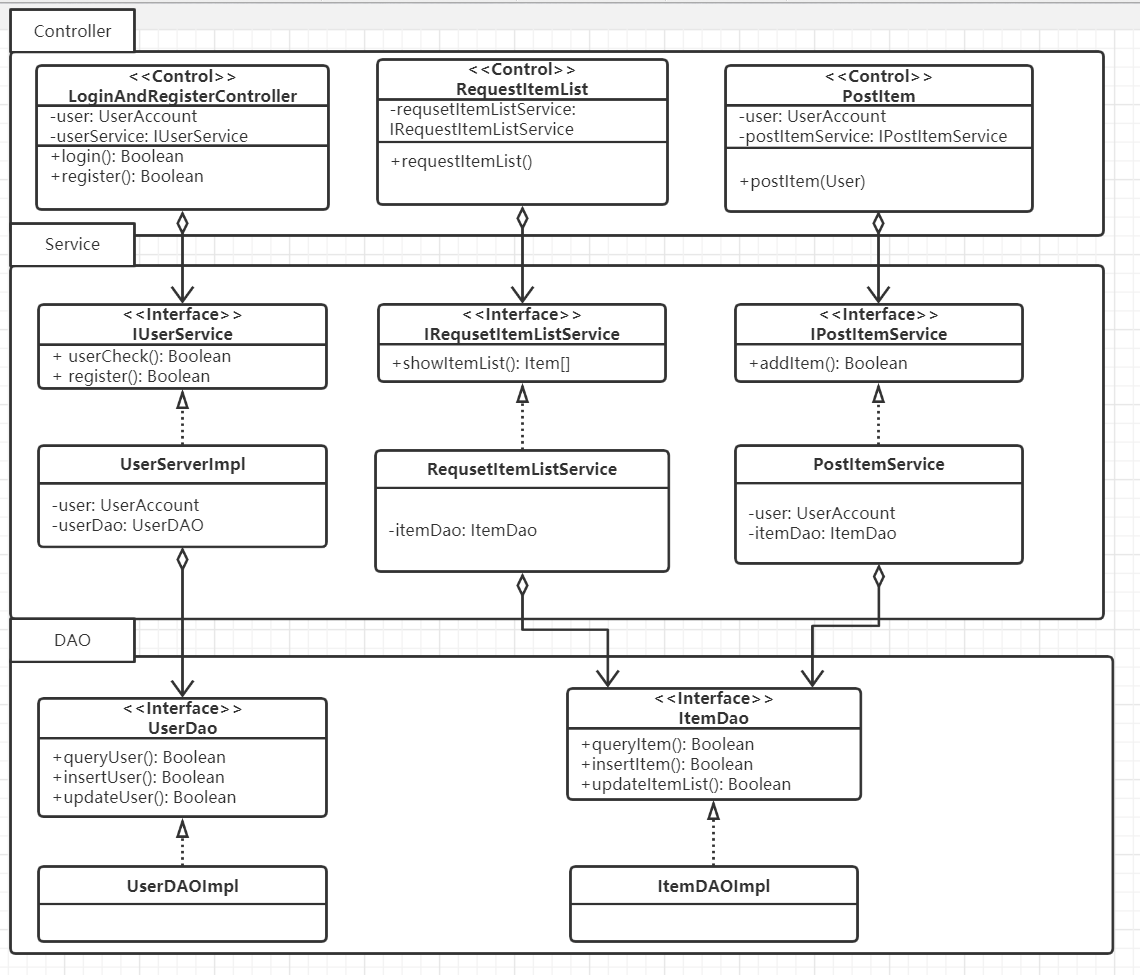 Controller
<<Control>>
LoginAndRegisterController
-user: UserAccount
-userService: IUserService
+login(): Boolean
+register(): Boolean
<<Control>>
RequestItemList
-requsetItemListService:
IRequestItemListService
+requestItemList()
<<Control>>
PostItem
-user: UserAccount
-postItemService: IPostItemService
+postItem(User)
Service
<<Interface>>
IUserService
+ userCheck(): Boolean
+ register(): Boolean
<<Interface>>
IRequsetItemListService
+showItemList(): Item[]
<<Interface>>
IPostItemService
+addItem(): Boolean
UserServerImpl
-user: UserAccount
-userDao: UserDAO
RequsetItemListService
-itemDao: ItemDao
PostItemService
-user: UserAccount
-itemDao: ItemDao
DAO
<<Interface>>
UserDao
+queryUser(): Boolean
+insertUser(): Boolean
+updateUser(): Boolean
<<Interface>>
ItemDao
+queryItem(): Boolean
+insertItem(): Boolean
+updateItemList(): Boolean
UserDAOImpl
ItemDAOImpl